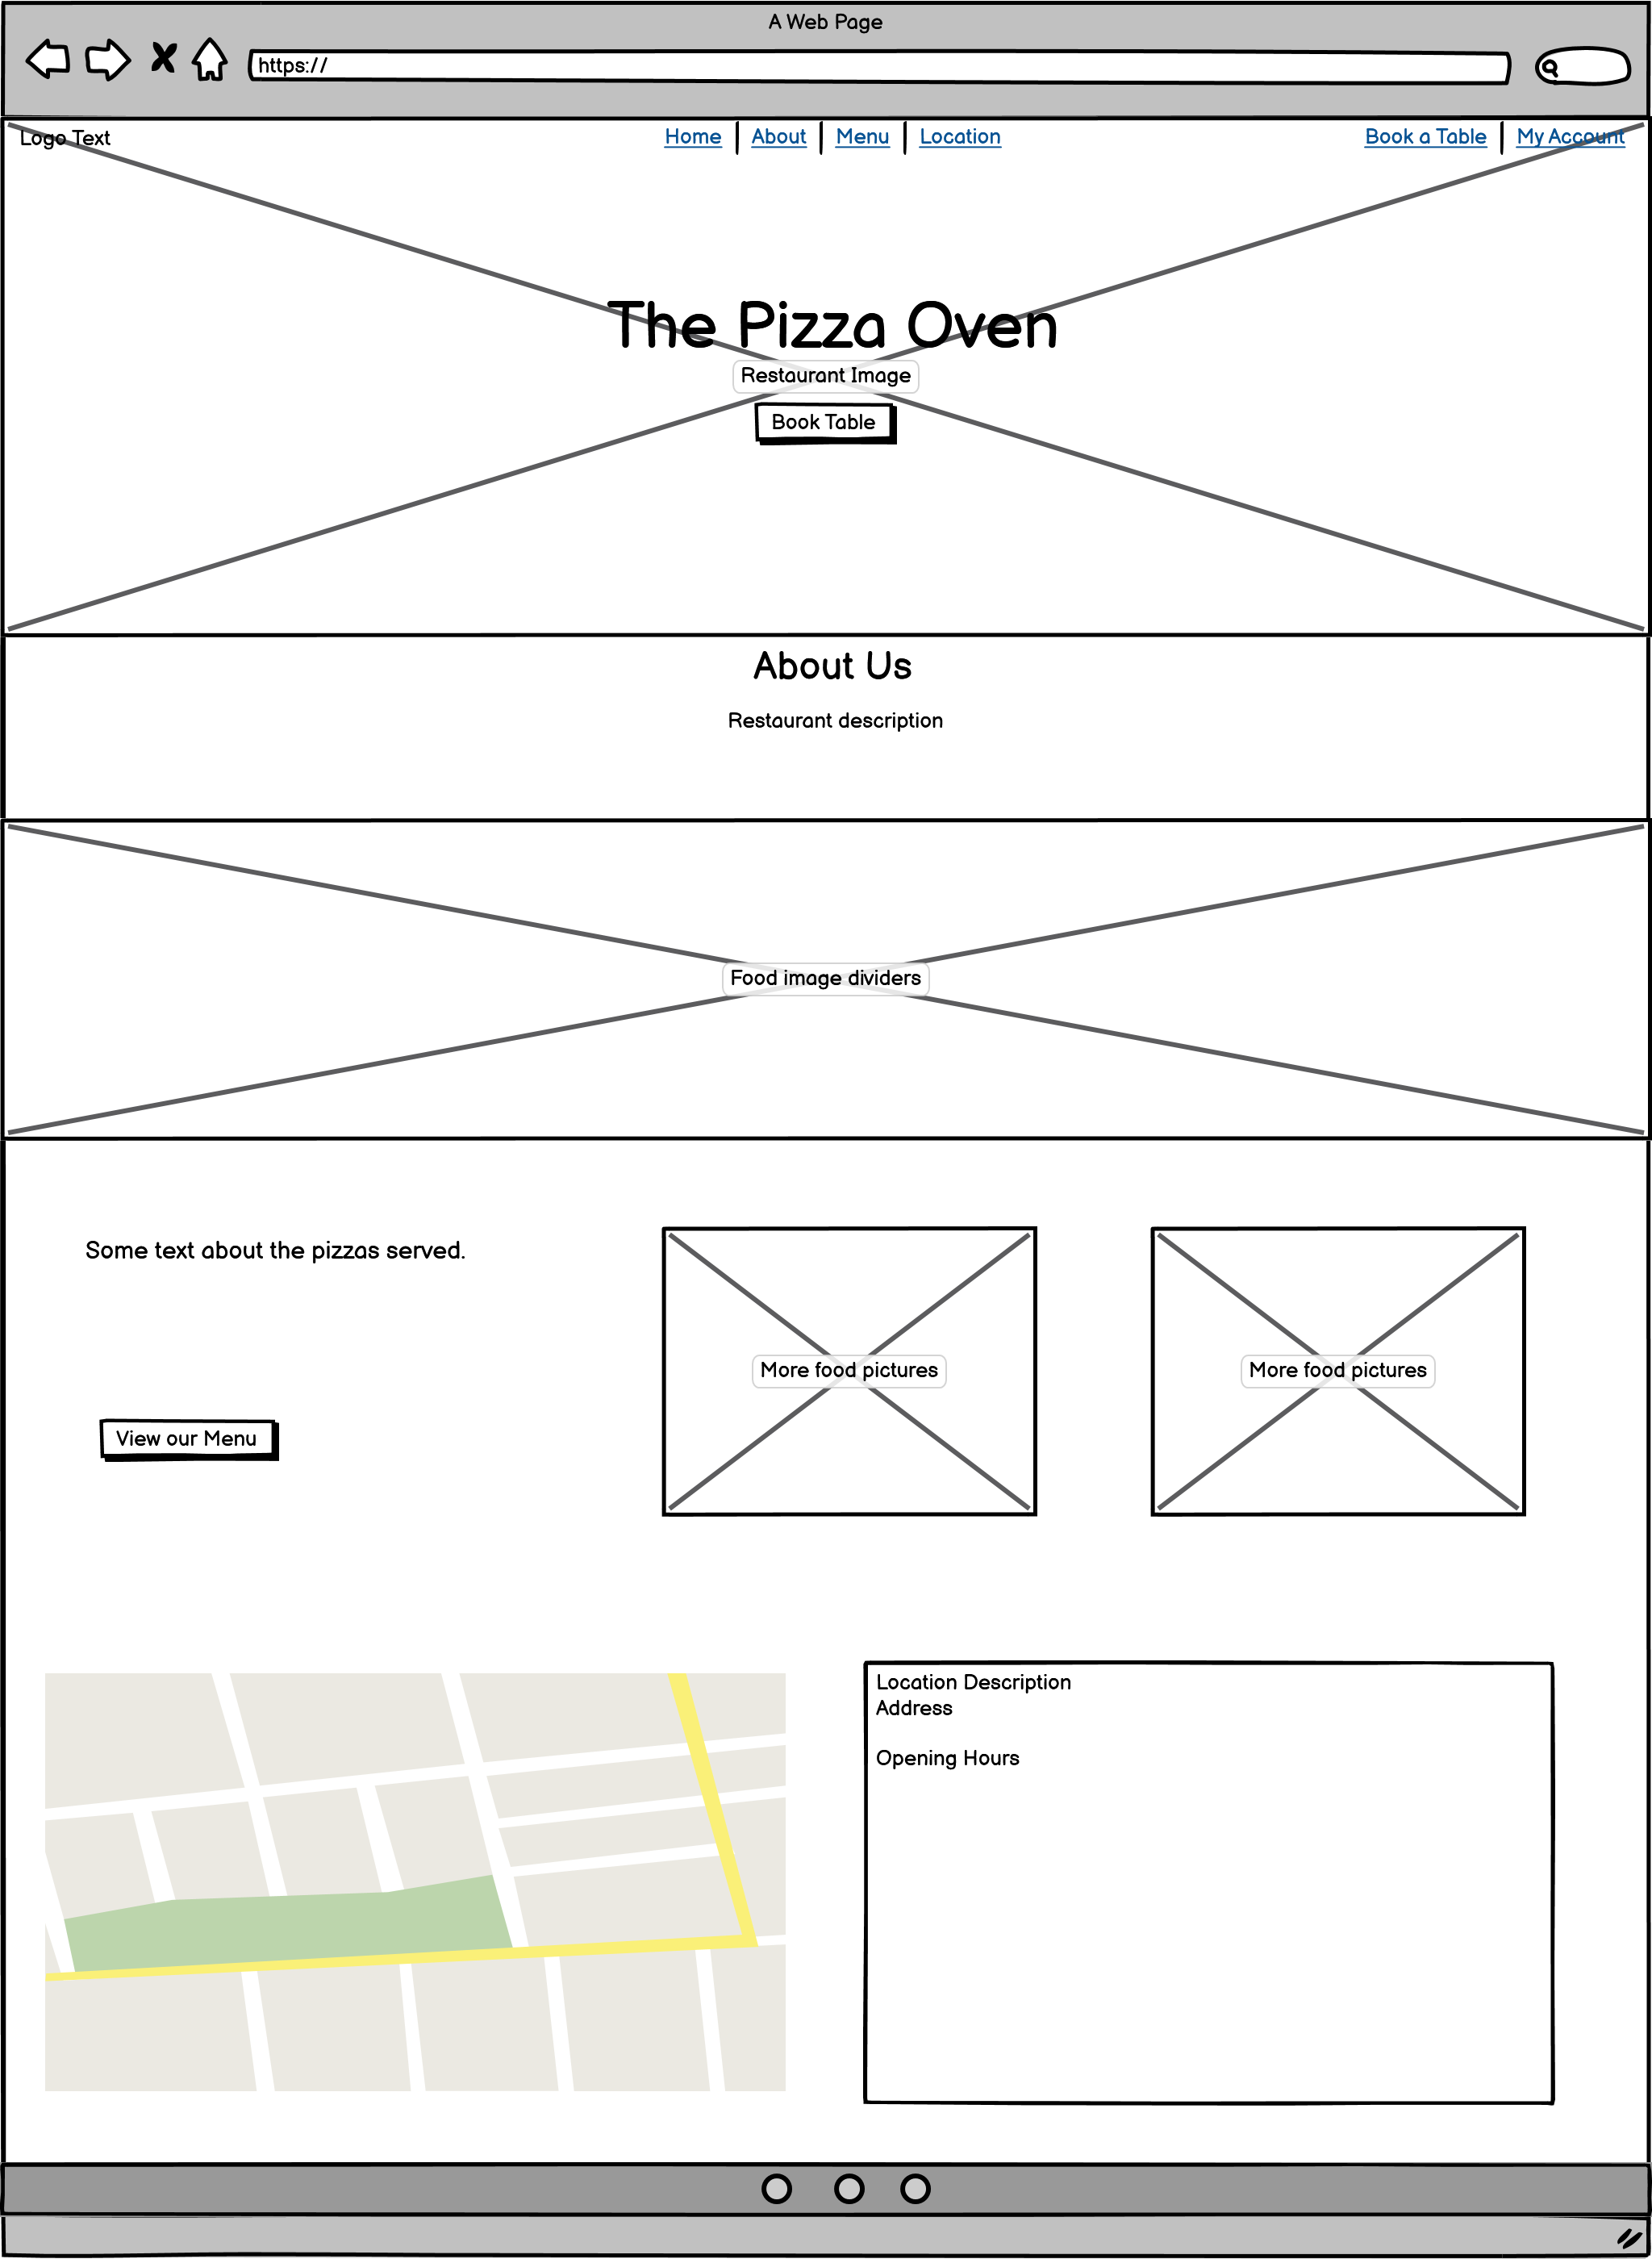 A Web Page
https://
Logo Text
Home About Menu Location
Book a Table My Account
The Pizza Oven
Restaurant Image
Book Table
About Us
Restaurant description
Food image dividers
Some text about the pizzas served.
More food pictures
More food pictures
View our Menu
Location Description
Address
Opening Hours